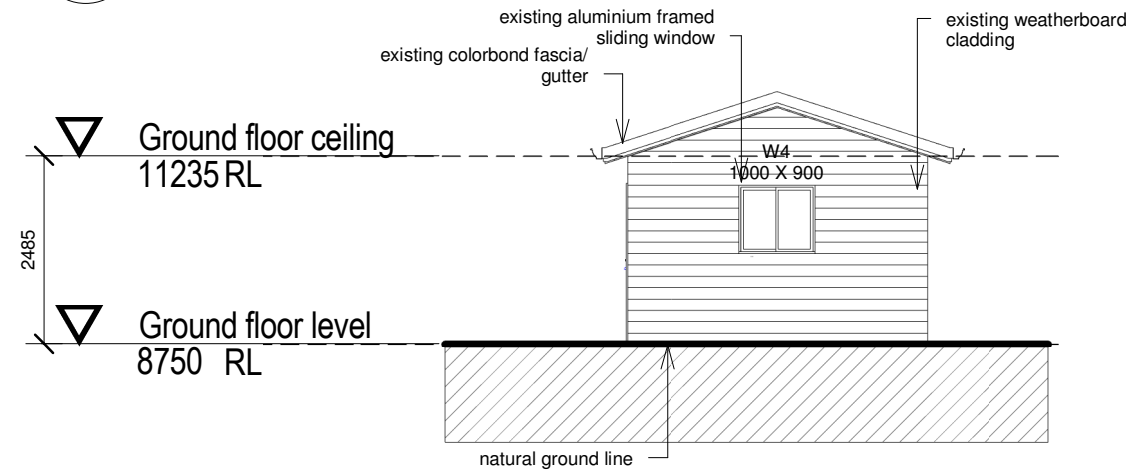 existing aluminium framed
sliding window
existing weatherboard
cladding
existing colorbond fascia/
gutter
Ground floor ceiling
11235 RL
W4
1000 X 900
2485
Ground floor level
8750 RL
natural ground line